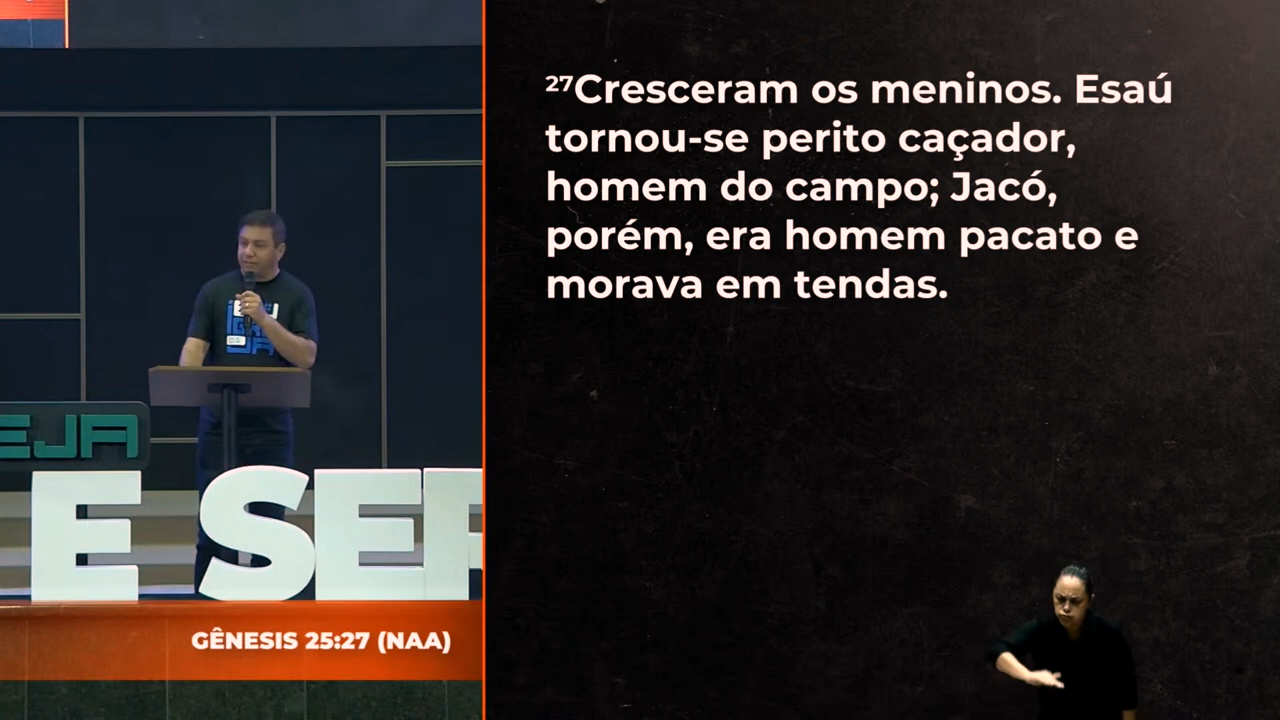 27Cresceram os meninos. Esaú
tornou-se perito caçador,
homem do campo; Jacó,
porém, era homem pacato e
morava em tendas.
EJA
E SER
GÊNESIS 25:27 (NAA)